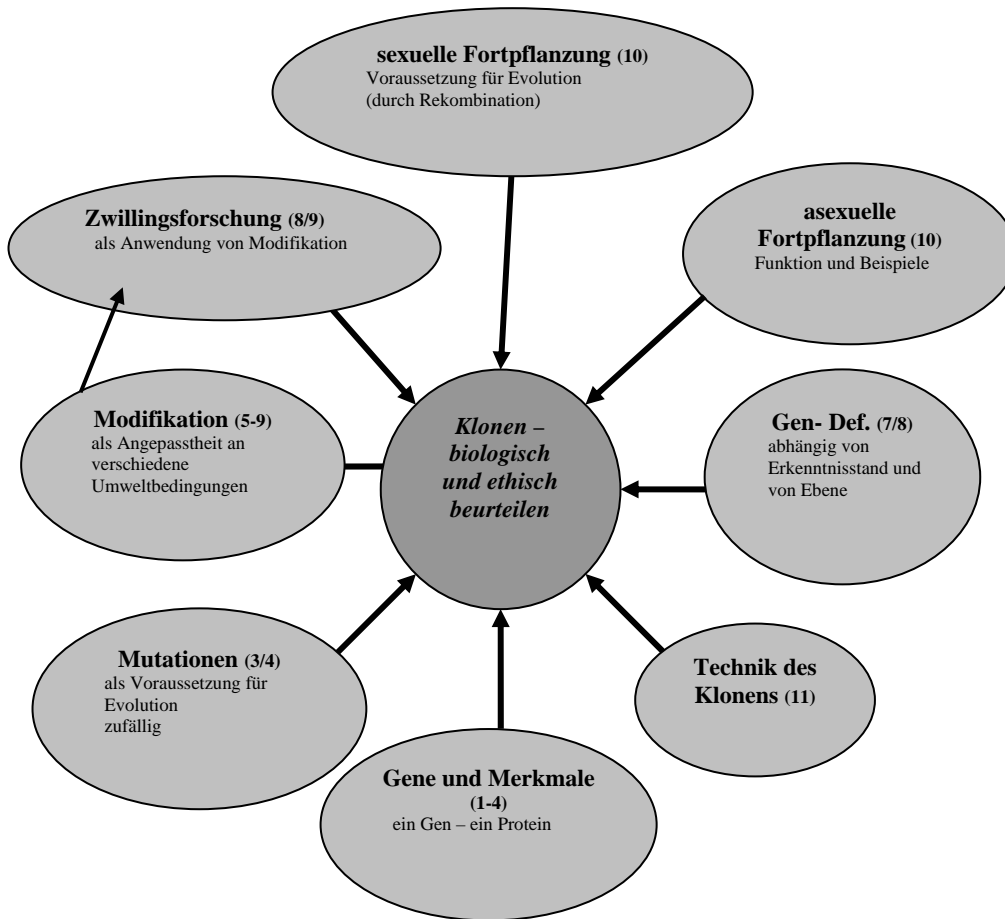 sexuelle Fortpflanzung (10)
Voraussetzung für Evolution
(durch Rekombination)
Zwillingsforschung (8/9)
als Anwendung von Modifikation
asexuelle
Fortpflanzung (10)
Funktion und Beispiele
Modifikation (5-9)
als Angepasstheit an
verschiedene
Umweltbedingungen
Klonen –
biologisch
und ethisch
beurteilen
Gen- Def. (7/8)
abhängig von
Erkenntnisstand und
von Ebene
Mutationen (3/4)
als Voraussetzung für
Evolution
zufällig
Technik des
Klonens (11)
Gene und Merkmale
(1-4)
ein Gen – ein Protein